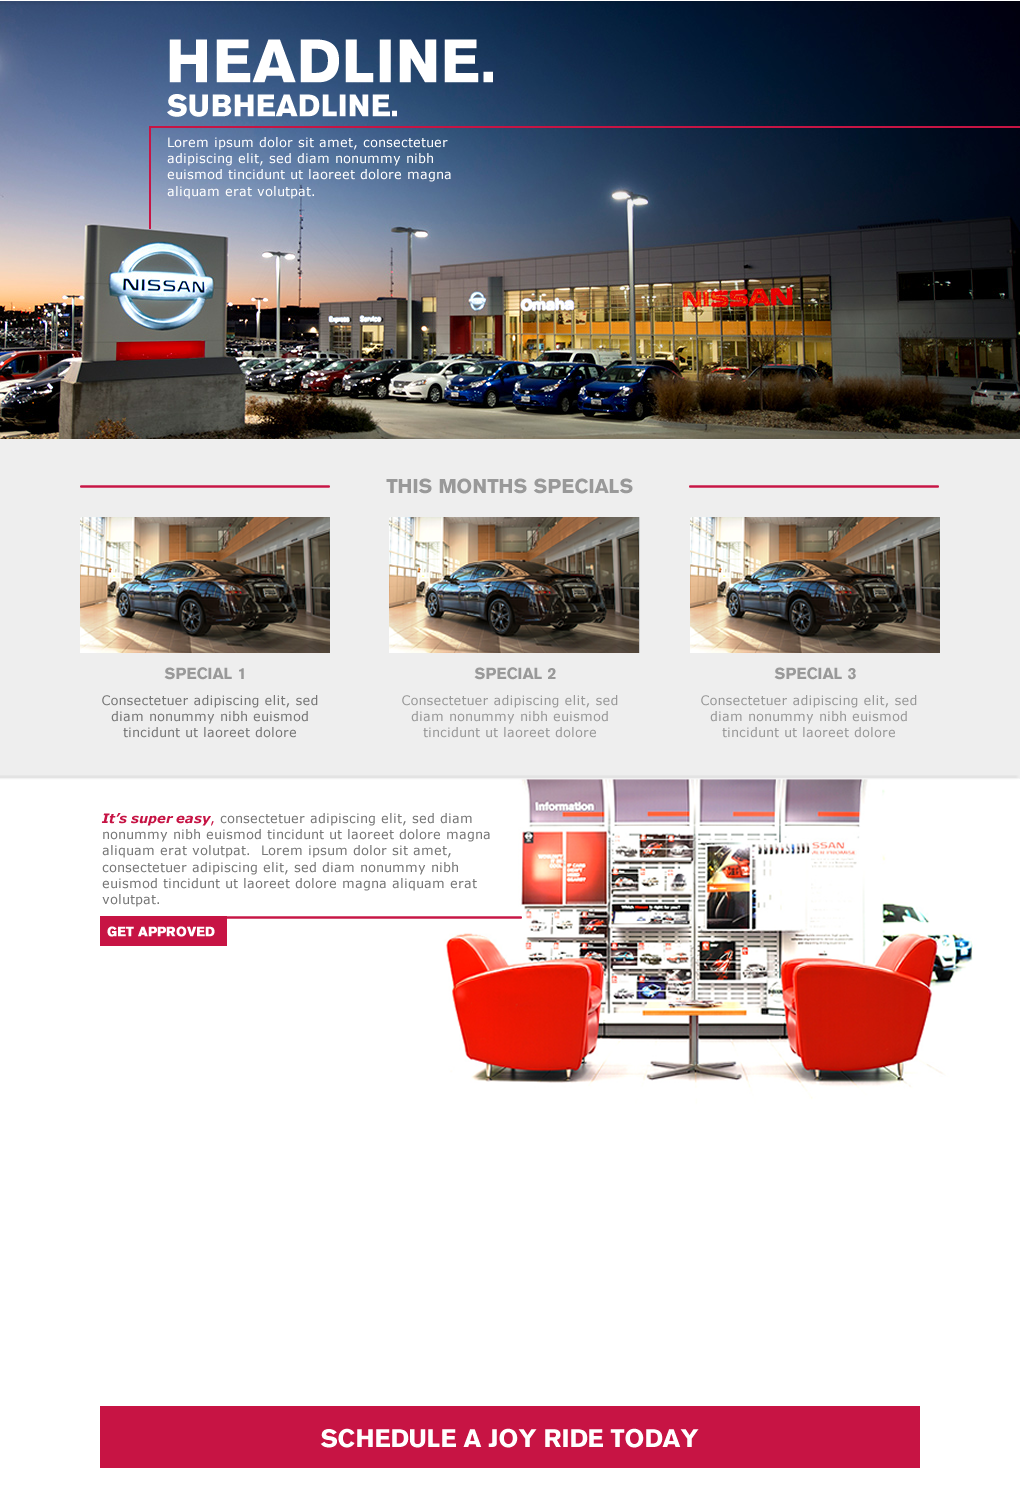 HEADLINE.
SUBHEADLINE.
Lorem ipsum dolor sit amet, consectetuer
adipiscing elit, sed diam nonummy nibh
euismod tincidunt ut laoreet dolore magna
aliquam erat volutpat.
NISSAN
Express Service
Omaha
NISSAN
THIS MONTHS SPECIALS
SPECIAL 1
Consectetuer adipiscing elit, sed
diam nonummy nibh euismod
tincidunt ut laoreet dolore
SPECIAL 2
Consectetuer adipiscing elit, sed
diam nonummy nibh euismod
tincidunt ut laoreet dolore
SPECIAL 3
Consectetuer adipiscing elit, sed
diam nonummy nibh euismod
tincidunt ut laoreet dolore
It's super easy, consectetuer adipiscing elit, sed diam
nonummy nibh euismod tincidunt ut laoreet dolore magna
aliquam erat volutpat.  Lorem ipsum dolor sit amet,
consectetuer adipiscing elit, sed diam nonummy nibh
euismod tincidunt ut laoreet dolore magna aliquam erat
volutpat.
GET APPROVED
Information
SSAN
SCHEDULE A JOY RIDE TODAY